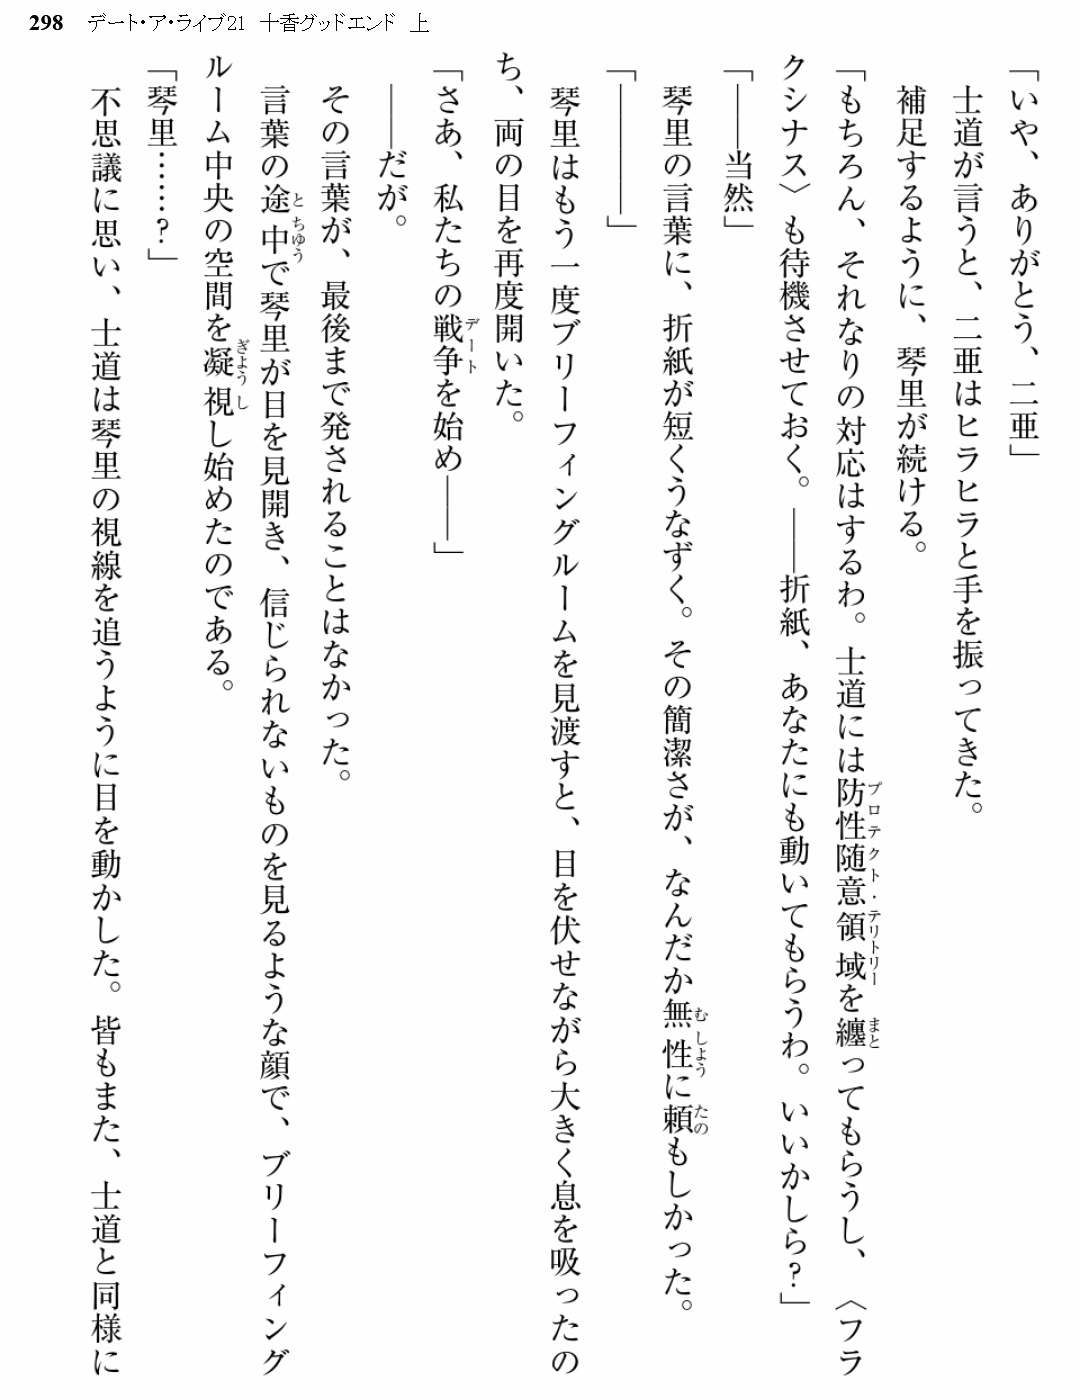 298 デート・ア・ライブ21 十香グッドエンド 上
「いや、ありがとう、二亜」
士道が言うと、二亜はヒラヒラと手を振ってきた。
補足するように、琴里が続ける。
「もちろん、それなりの対応はするわ。士道には防性随意領域を纏ってもらうし、〈フラ
クシナス〉も待機させておく。――折紙、あなたにも動いてもらうわ。いいかしら?」
「――当然」
琴里の言葉に、折紙が短くうなずく。その簡潔さが、なんだか無性に頼もしかった。
「――――」
琴里はもう一度ブリーフィングルームを見渡すと、目を伏せながら大きく息を吸ったの
ち、両の目を再度開いた。
「さあ、私たちの戦争を始め――」
――だが。
その言葉が、最後まで発されることはなかった。
言葉の途中で琴里が目を見開き、信じられないものを見るような顔で、ブリーフィング
ルーム中央の空間を凝視し始めたのである。
「琴里……?」
不思議に思い、士道は琴里の視線を追うように目を動かした。皆もまた、士道と同様に